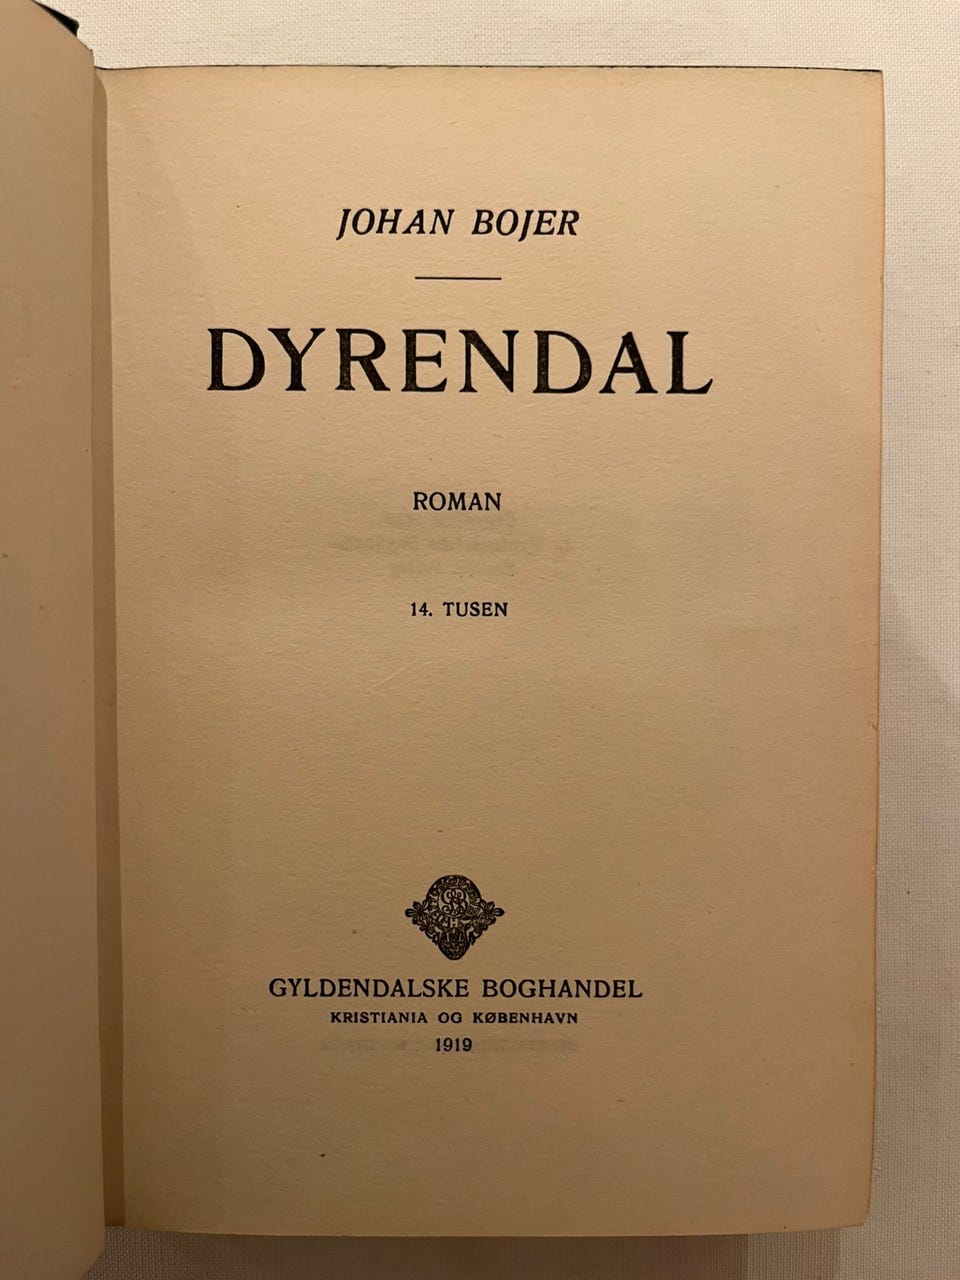 JOHAN BOJER
DYRENDAL
ROMAN
14. TUSEN
GYLDENDALSKE BOGHANDEL
KRISTIANIA OG KØBENHAVN
1919